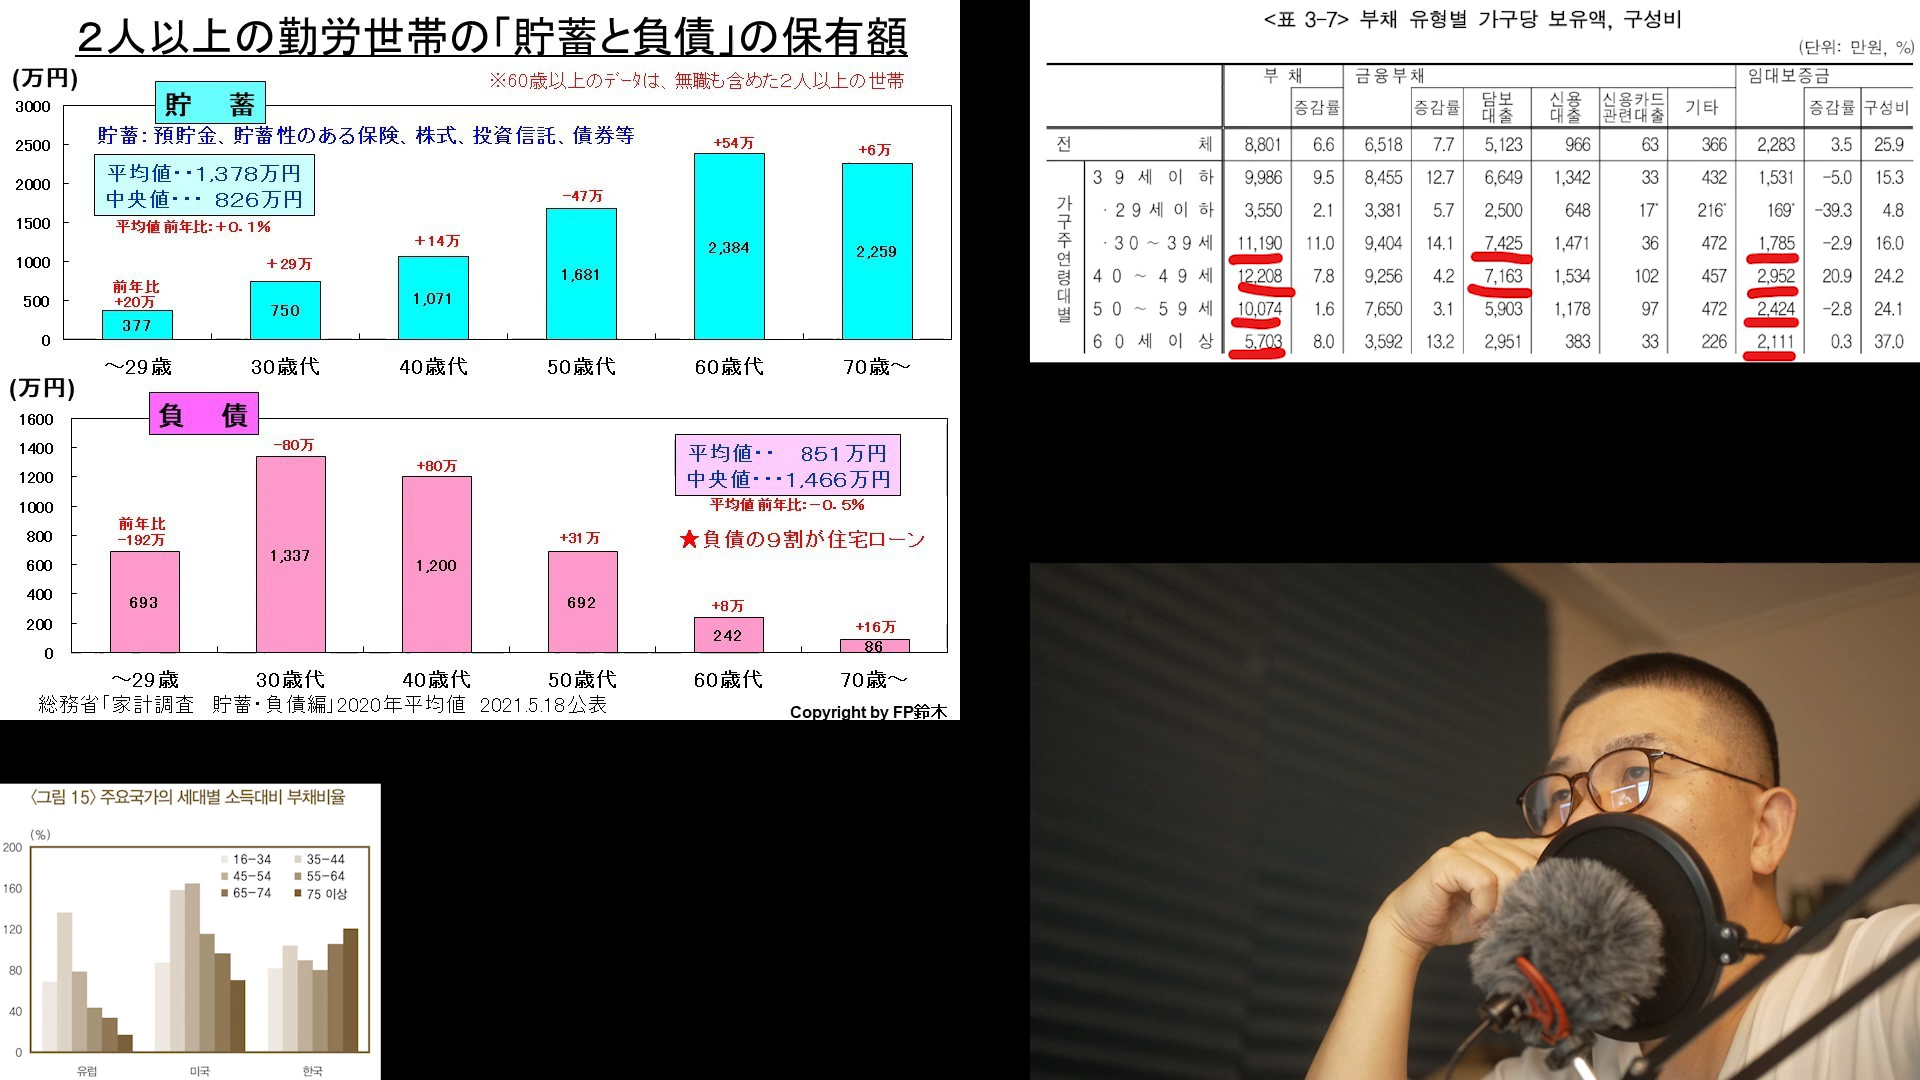 ２人以上の勤労世帯の「貯蓄と負債」の保有額
(万円)
※60歳以上のﾃﾞｰﾀは、無職も含めた２人以上の世帯
貯　蓄
貯蓄：預貯金、貯蓄性のある保険、株式、投資信託、債券等
平均値‥1,378万円
中央値… 826万円
平均値 前年比：+0．1%
3000
2500
2000
1500
1000
500
0
前年比
+20万
+29万
+14万
-47万
+54万
+6万
377
750
1,071
1,681
2,384
2,259
～29歳
30歳代
40歳代
50歳代
60歳代
70歳～
(万円)
負　債
1600
1400
1200
1000
800
600
400
200
0
平均値‥ 851万円
中央値…1,466万円
平均値 前年比：-0．5%
★負債の９割が住宅ローン
前年比
-192万
-80万
+80万
+31万
+8万
+16万
693
1,337
1,200
692
242
86
～29歳
30歳代
40歳代
50歳代
60歳代
70歳～
総務省「家計調査　貯蓄・負債編」2020年平均値　2021.5.18公表
Copyright by FP鈴木
<표 3-7> 부채 유형별 가구당 보유액, 구성비
(단위: 만원, %)
부 채 금융부채 임대보증금
증감률 증감률 담보대출 신용대출 신용카드관련대출 기타 증감률 구성비
전 체 8,801 6.6 6,518 7.7 5,123 966 63 366 2,283 3.5 25.9
가구주연령대별
39세이하 9,986 9.5 8,455 12.7 6,649 1,342 33 432 1,531 -5.0 15.3
·29세이하 3,550 2.1 3,381 5.7 2,500 648 17* 216* 169* -39.3 4.8
·30～39세 11,190 11.0 9,404 14.1 7,425 1,471 36 472 1,785 -2.9 16.0
40～49세 12,208 7.8 9,256 4.2 7,163 1,534 102 457 2,952 20.9 24.2
50～59세 10,074 1.6 7,650 3.1 5,903 1,178 97 472 2,424 -2.8 24.1
60세이상 5,703 8.0 3,592 13.2 2,951 383 33 226 2,111 0.3 37.0
〈그림 15〉 주요국가의 세대별 소득대비 부채비율
(%)
200
160
120
80
40
0
16-34 35-44
45-54 55-64
65-74 75 이상
유럽 미국 한국